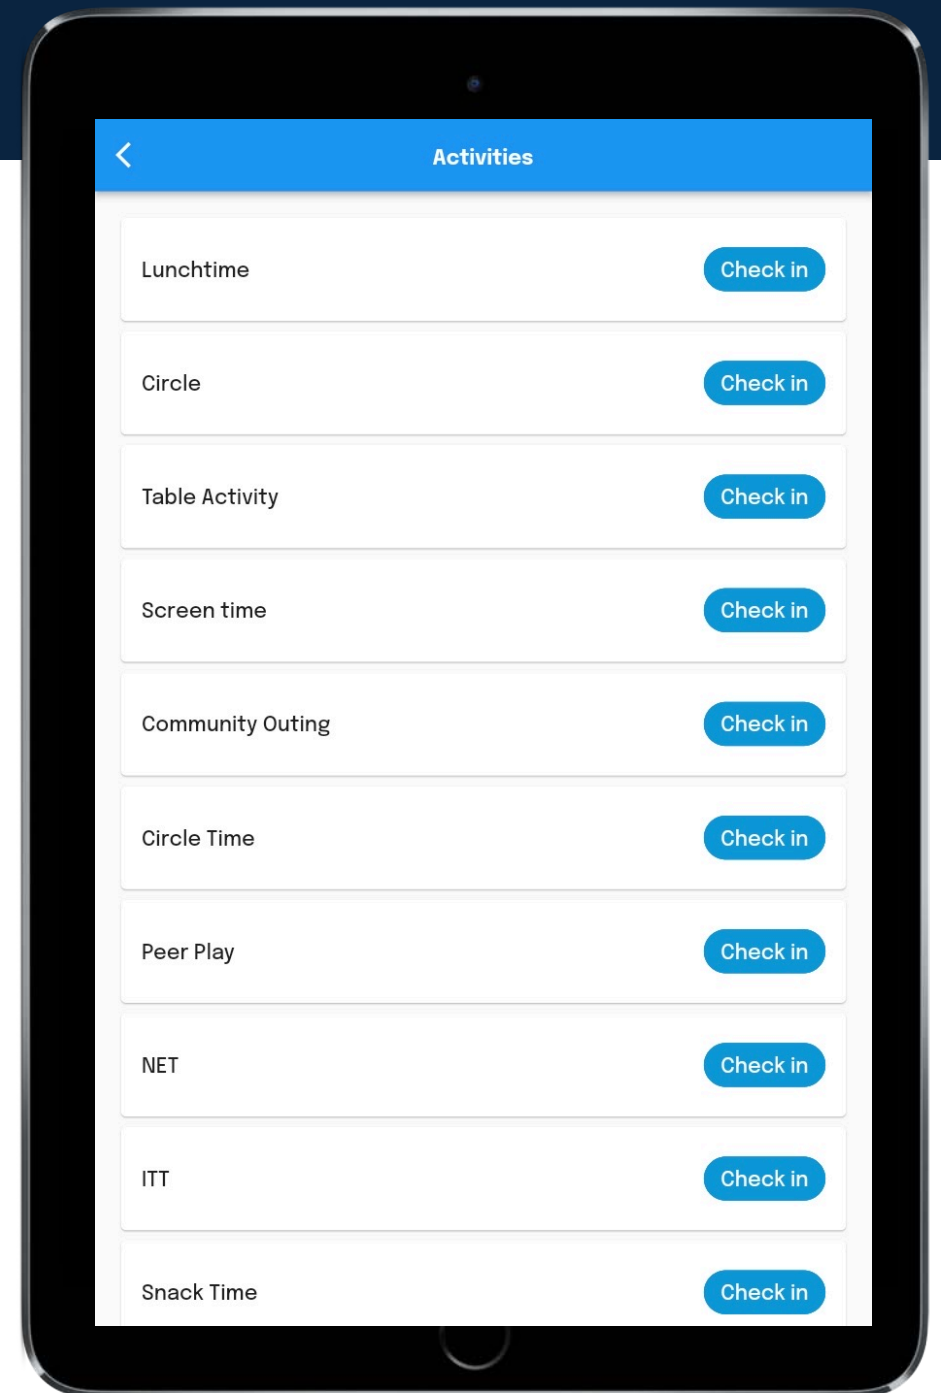 Activities
Lunchtime Check in
Circle Check in
Table Activity Check in
Screen time Check in
Community Outing Check in
Circle Time Check in
Peer Play Check in
NET Check in
ITT Check in
Snack Time Check in